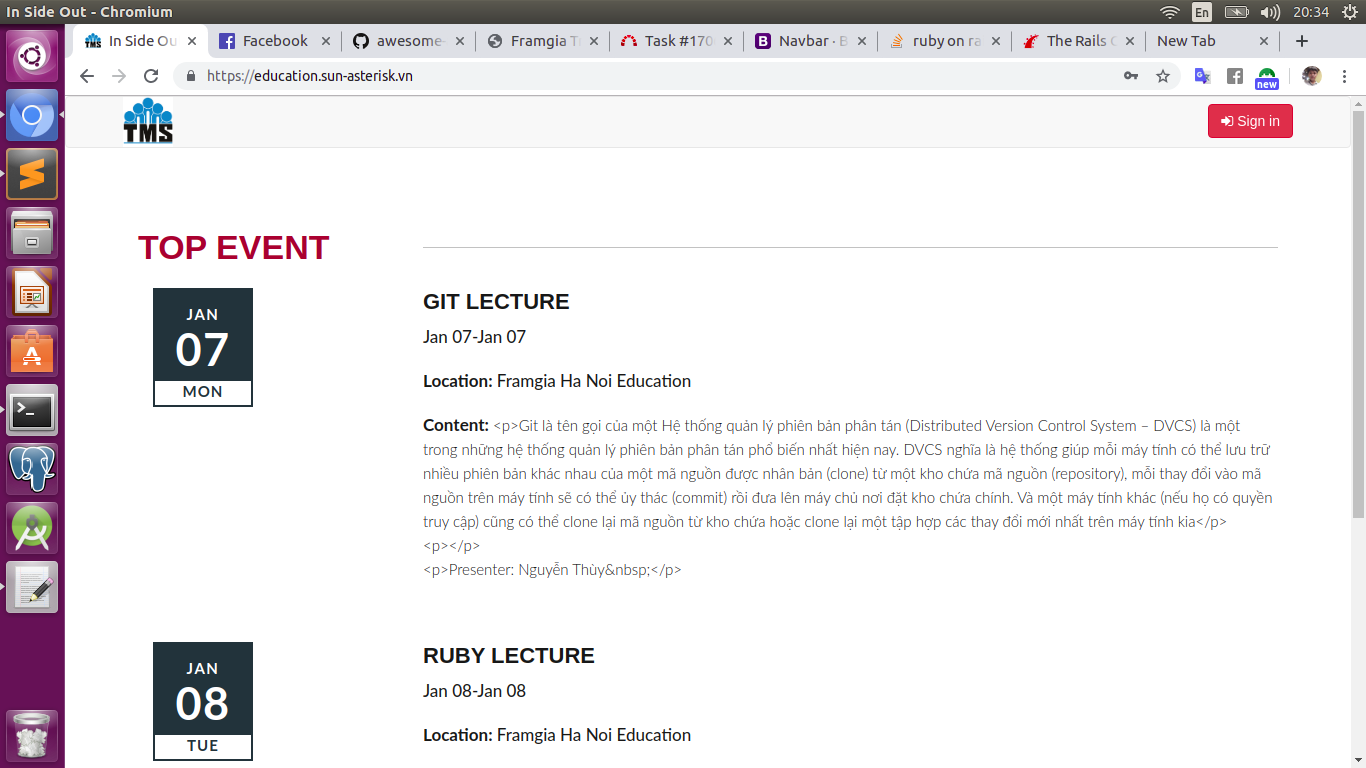 In Side Out - Chromium
En
20:34
In Side Ou
Facebook
awesome-
Framgia T
Task #170
Navbar · B
ruby on ra
The Rails
New Tab
https://education.sun-asterisk.vn
new
TMS
Sign in
TOP EVENT
JAN
07
MON
GIT LECTURE
Jan 07-Jan 07
Location: Framgia Ha Noi Education
Content: <p>Git là tên gọi của một Hệ thống quản lý phiên bản phân tán (Distributed Version Control System – DVCS) là một
trong những hệ thống quản lý phiên bản phân tán phổ biến nhất hiện nay. DVCS nghĩa là hệ thống giúp mỗi máy tính có thể lưu trữ
nhiều phiên bản khác nhau của một mã nguồn được nhân bản (clone) từ một kho chứa mã nguồn (repository), mỗi thay đổi vào mã
nguồn trên máy tính sẽ có thể ủy thác (commit) rồi đưa lên máy chủ nơi đặt kho chứa chính. Và một máy tính khác (nếu họ có quyền
truy cập) cũng có thể clone lại mã nguồn từ kho chứa hoặc clone lại một tập hợp các thay đổi mới nhất trên máy tính kia</p>
<p></p>
<p>Presenter: Nguyễn Thùy&nbsp;</p>
JAN
08
TUE
RUBY LECTURE
Jan 08-Jan 08
Location: Framgia Ha Noi Education